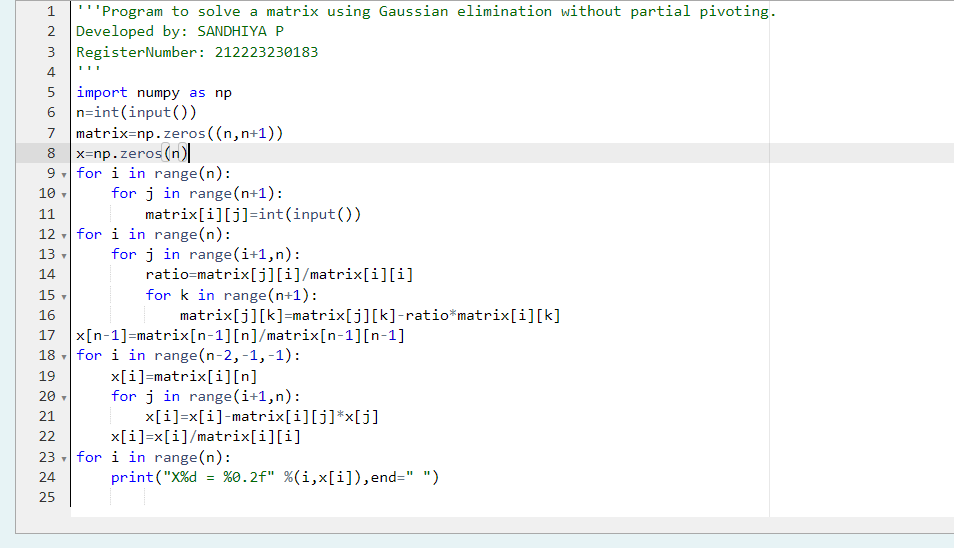 1 '''Program to solve a matrix using Gaussian elimination without partial pivoting.
2 Developed by: SANDHIYA P
3 RegisterNumber: 212223230183
4 '''
5 import numpy as np
6 n=int(input())
7 matrix=np.zeros((n,n+1))
8 x=np.zeros(n)
9 for i in range(n):
10     for j in range(n+1):
11         matrix[i][j]=int(input())
12 for i in range(n):
13     for j in range(i+1,n):
14         ratio=matrix[j][i]/matrix[i][i]
15         for k in range(n+1):
16             matrix[j][k]=matrix[j][k]-ratio*matrix[i][k]
17 x[n-1]=matrix[n-1][n]/matrix[n-1][n-1]
18 for i in range(n-2,-1,-1):
19     x[i]=matrix[i][n]
20     for j in range(i+1,n):
21         x[i]=x[i]-matrix[i][j]*x[j]
22     x[i]=x[i]/matrix[i][i]
23 for i in range(n):
24     print("X%d = %0.2f" %(i,x[i]),end=" ")
25